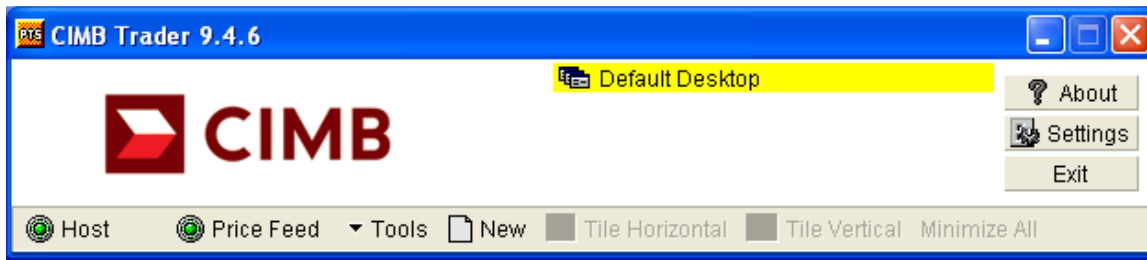 PTS CIMB Trader 9.4.6
Default Desktop
CIMB
About
Settings
Exit
Host Price Feed Tools New Tile Horizontal Tile Vertical Minimize All